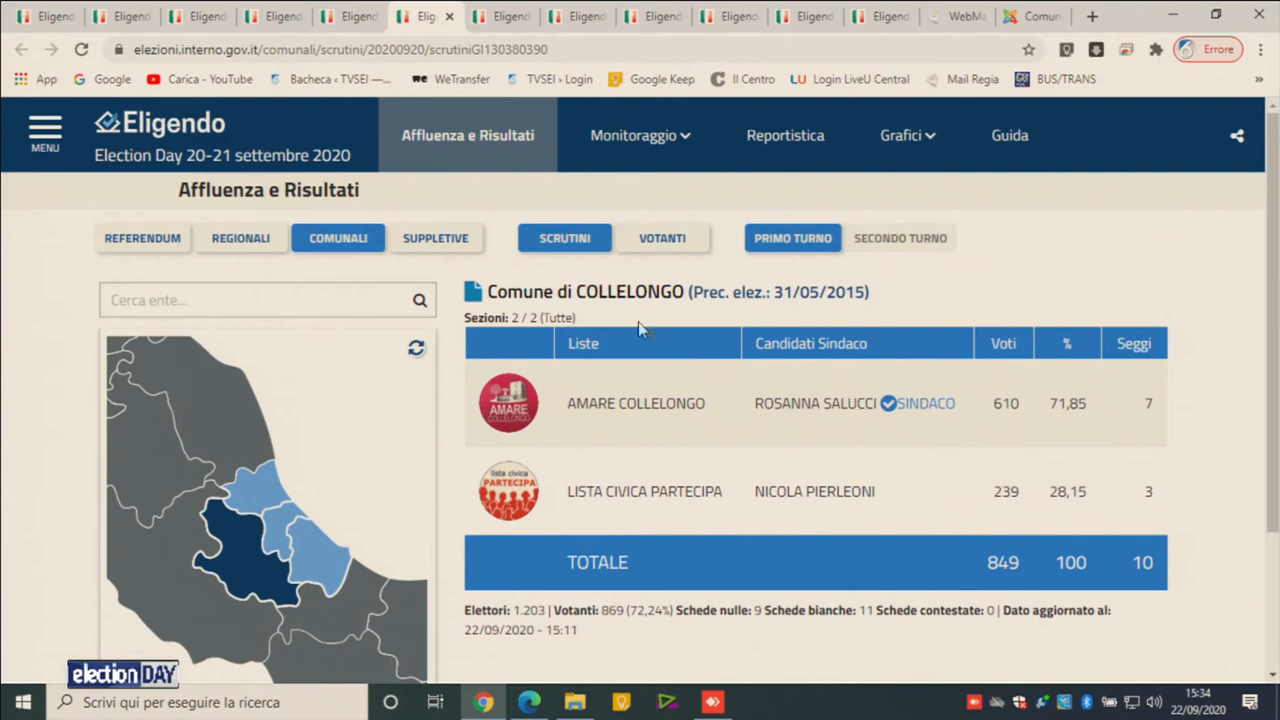 Eligendo Eligendo Eligendo Eligendo Eligendo Elige Eligendo Eligendo Eligendo Eligendo Eligendo Eligendo WebMa Comun
elezioni.interno.gov.it/comunali/scrutini/20200920/scrutiniGI130380390
Errore
App Google Carica - YouTube Bacheca ‹ TVSEI —... we WeTransfer TVSEI › Login Google Keep Il Centro LU Login LiveU Central Mail Regia BUS/TRANS »
MENU
Eligendo
Election Day 20-21 settembre 2020
Affluenza e Risultati Monitoraggio Reportistica Grafici Guida
Affluenza e Risultati
REFERENDUM REGIONALI COMUNALI SUPPLETIVE SCRUTINI VOTANTI PRIMO TURNO SECONDO TURNO
Cerca ente...
Comune di COLLELONGO (Prec. elez.: 31/05/2015)
Sezioni: 2 / 2 (Tutte)
Liste Candidati Sindaco Voti % Seggi
AMARE COLLELONGO
AMARE COLLELONGO ROSANNA SALUCCI SINDACO 610 71,85 7
lista civica
PARTECIPA
LISTA CIVICA PARTECIPA NICOLA PIERLEONI 239 28,15 3
TOTALE 849 100 10
Elettori: 1.203 | Votanti: 869 (72,24%) Schede nulle: 9 Schede bianche: 11 Schede contestate: 0 | Dato aggiornato al:
22/09/2020 - 15:11
election DAY
Scrivi qui per eseguire la ricerca
15:34
22/09/2020